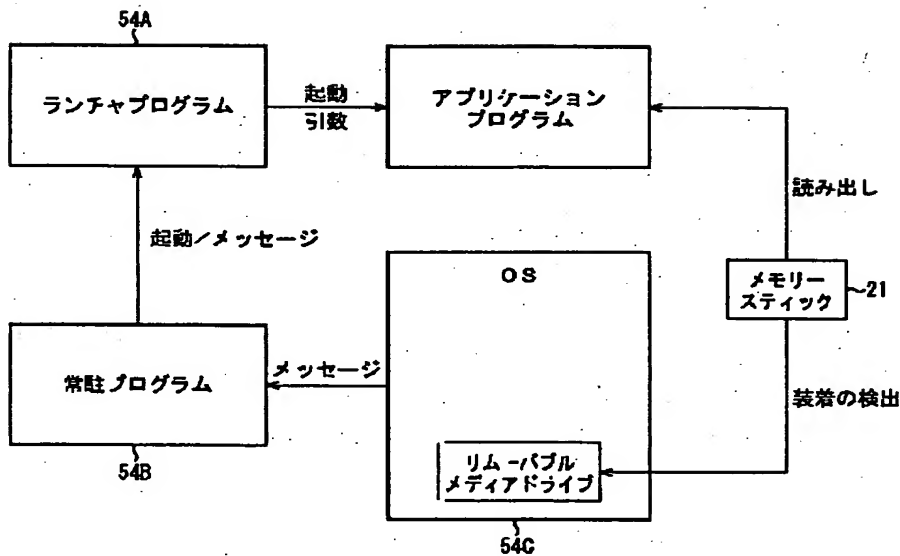 54A
ランチャプログラム
起動
引数
アプリケーション
プログラム
読み出し
起動/メッセージ
OS
メモリー
スティック
21
常駐プログラム
メッセージ
装着の検出
リムーバブル
メディアドライブ
54B
54C